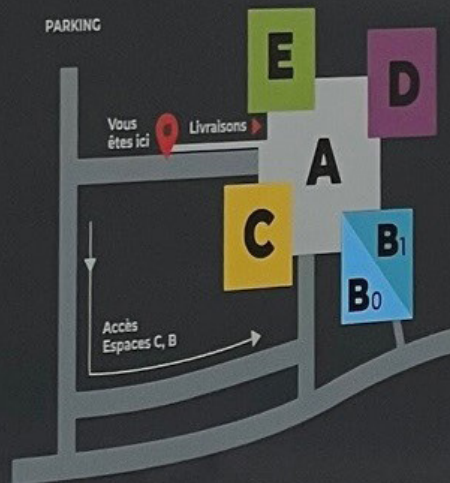 PARKING
E
D
Vous
êtes ici
Livraisons
A
C
B1
B0
Accès
Espaces C, B